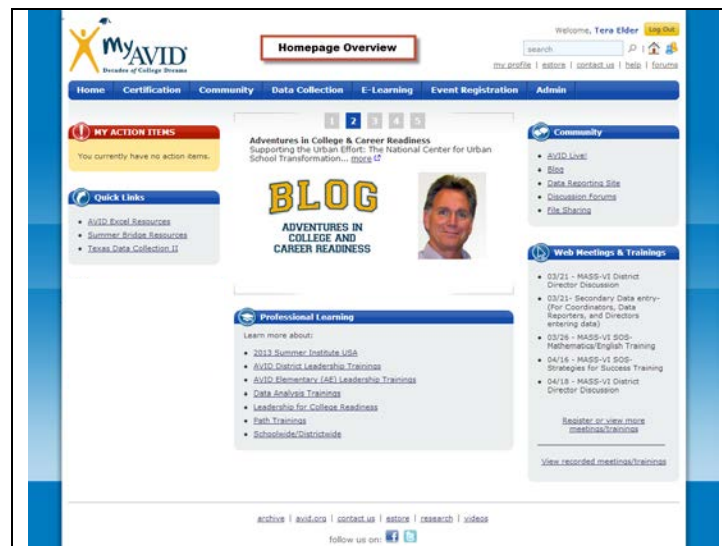 MyAVID
Decades of College Dreams
Homepage Overview
Welcome, Tera Elder Log Out
search
my profile | estore | contact us | help | forums
Home Certification Community Data Collection E-Learning Event Registration Admin
MY ACTION ITEMS
You currently have no action items.
Quick Links
AVID Excel Resources
Summer Bridge Resources
Texas Data Collection II
1 2 3 4 5
Adventures in College & Career Readiness
Supporting the Urban Effort: The National Center for Urban
School Transformation... more
BLOG
ADVENTURES IN
COLLEGE AND
CAREER READINESS
Professional Learning
Learn more about:
2013 Summer Institute USA
AVID District Leadership Trainings
AVID Elementary (AE) Leadership Trainings
Data Analysis Trainings
Leadership for College Readiness
Path Trainings
Schoolwide/Districtwide
Community
AVID Live!
Blog
Data Reporting Site
Discussion Forums
File Sharing
Web Meetings & Trainings
03/21 - MASS-VI District
Director Discussion
03/21- Secondary Data entry-
(For Coordinators, Data
Reporters, and Directors
entering data)
03/26 - MASS-VI SOS-
Mathematics/English Training
04/16 - MASS-VI SOS-
Strategies for Success Training
04/18 - MASS-VI District
Director Discussion
Register or view more
meetings/trainings
View recorded meetings/trainings
archive | avid.org | contact us | estore | research | videos
follow us on: